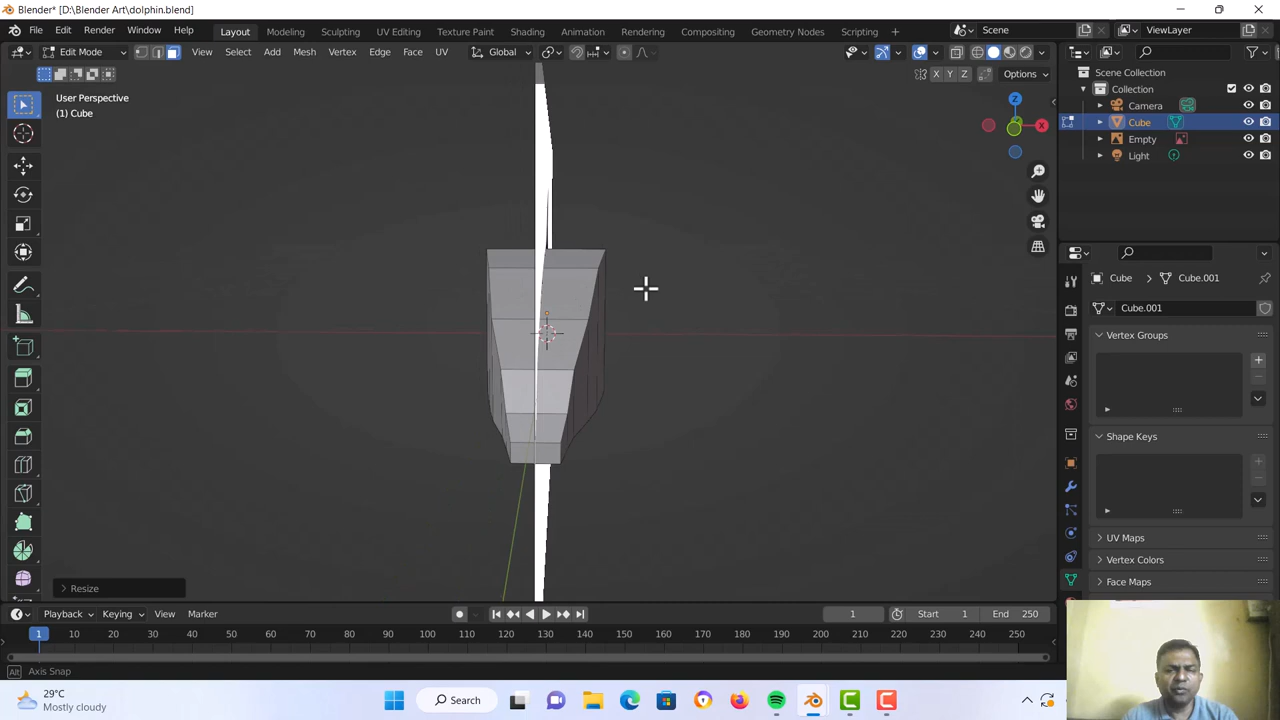 Blender* [D:\Blender Art\dolphin.blend]
File Edit Render Window Help Layout Modeling Sculpting UV Editing Texture Paint Shading Animation Rendering Compositing Geometry Nodes Scripting + Scene ViewLayer
Edit Mode View Select Add Mesh Vertex Edge Face UV Global
X Y Z Options
Scene Collection
Collection
Camera
Cube
Empty
Light
User Perspective
(1) Cube
Z
X
Cube > Cube.001
Cube.001
Vertex Groups
Shape Keys
UV Maps
Vertex Colors
Face Maps
> Resize
Playback Keying View Marker 1 Start 1 End 250
1 10 20 30 40 50 60 70 80 90 100 110 120 130 140 150 160 170 180 190 200 210 220 230 240 250
Alt Axis Snap
29°C
Mostly cloudy
Search